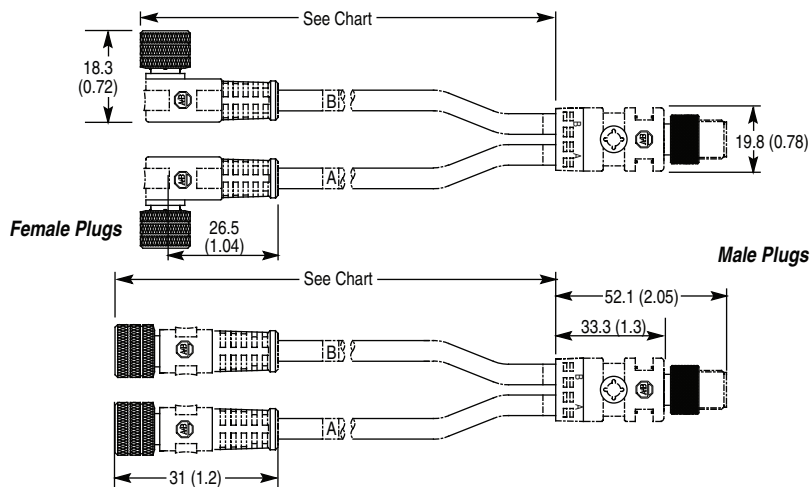 See Chart
18.3
(0.72)
B
B
A
19.8 (0.78)
A
Female Plugs
26.5
(1.04)
Male Plugs
See Chart
52.1 (2.05)
33.3 (1.3)
B
B
A
A
31 (1.2)